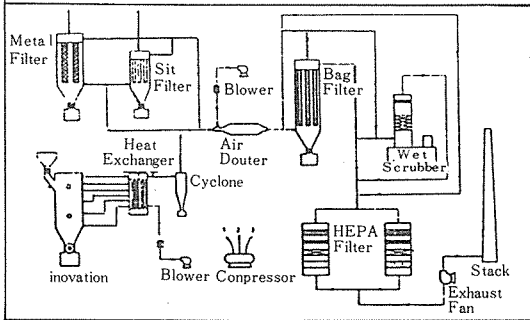 Metal
Filter
Sit
Filter
Blower
Air
Douter
Bag
Filter
Wet
Scrubber
Heat
Exchanger
Cyclone
inovation
Blower
Conpressor
HEPA
Filter
Stack
Exhaust
Fan